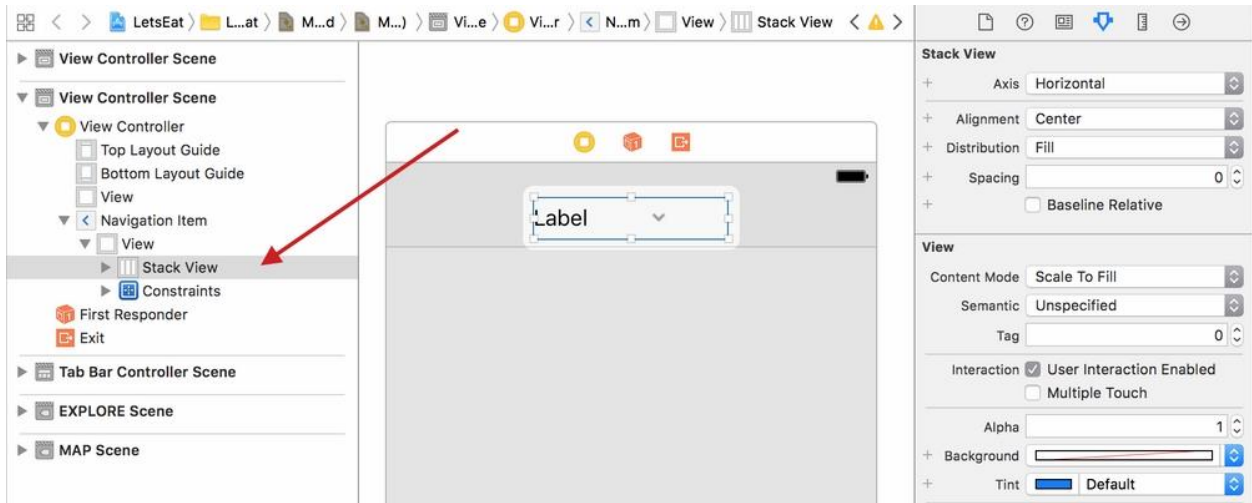 LetsEat L...at M...d M...) Vi...e Vi...r N...m View Stack View
View Controller Scene
View Controller Scene
View Controller
Top Layout Guide
Bottom Layout Guide
View
Navigation Item
View
Stack View
Constraints
First Responder
Exit
Tab Bar Controller Scene
EXPLORE Scene
MAP Scene
Label
Stack View
Axis Horizontal
Alignment Center
Distribution Fill
Spacing 0
Baseline Relative
View
Content Mode Scale To Fill
Semantic Unspecified
Tag 0
Interaction User Interaction Enabled
Multiple Touch
Alpha 1
Background
Tint Default